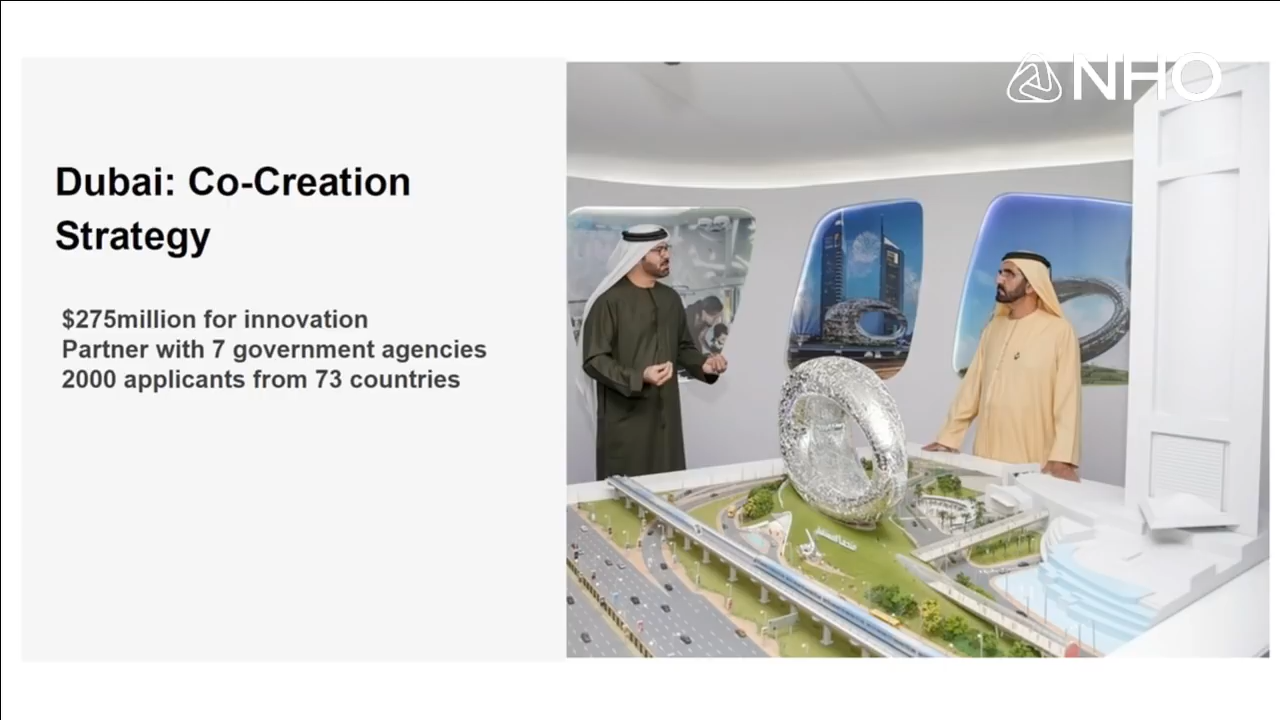 NHO
Dubai: Co-Creation
Strategy
$275million for innovation
Partner with 7 government agencies
2000 applicants from 73 countries